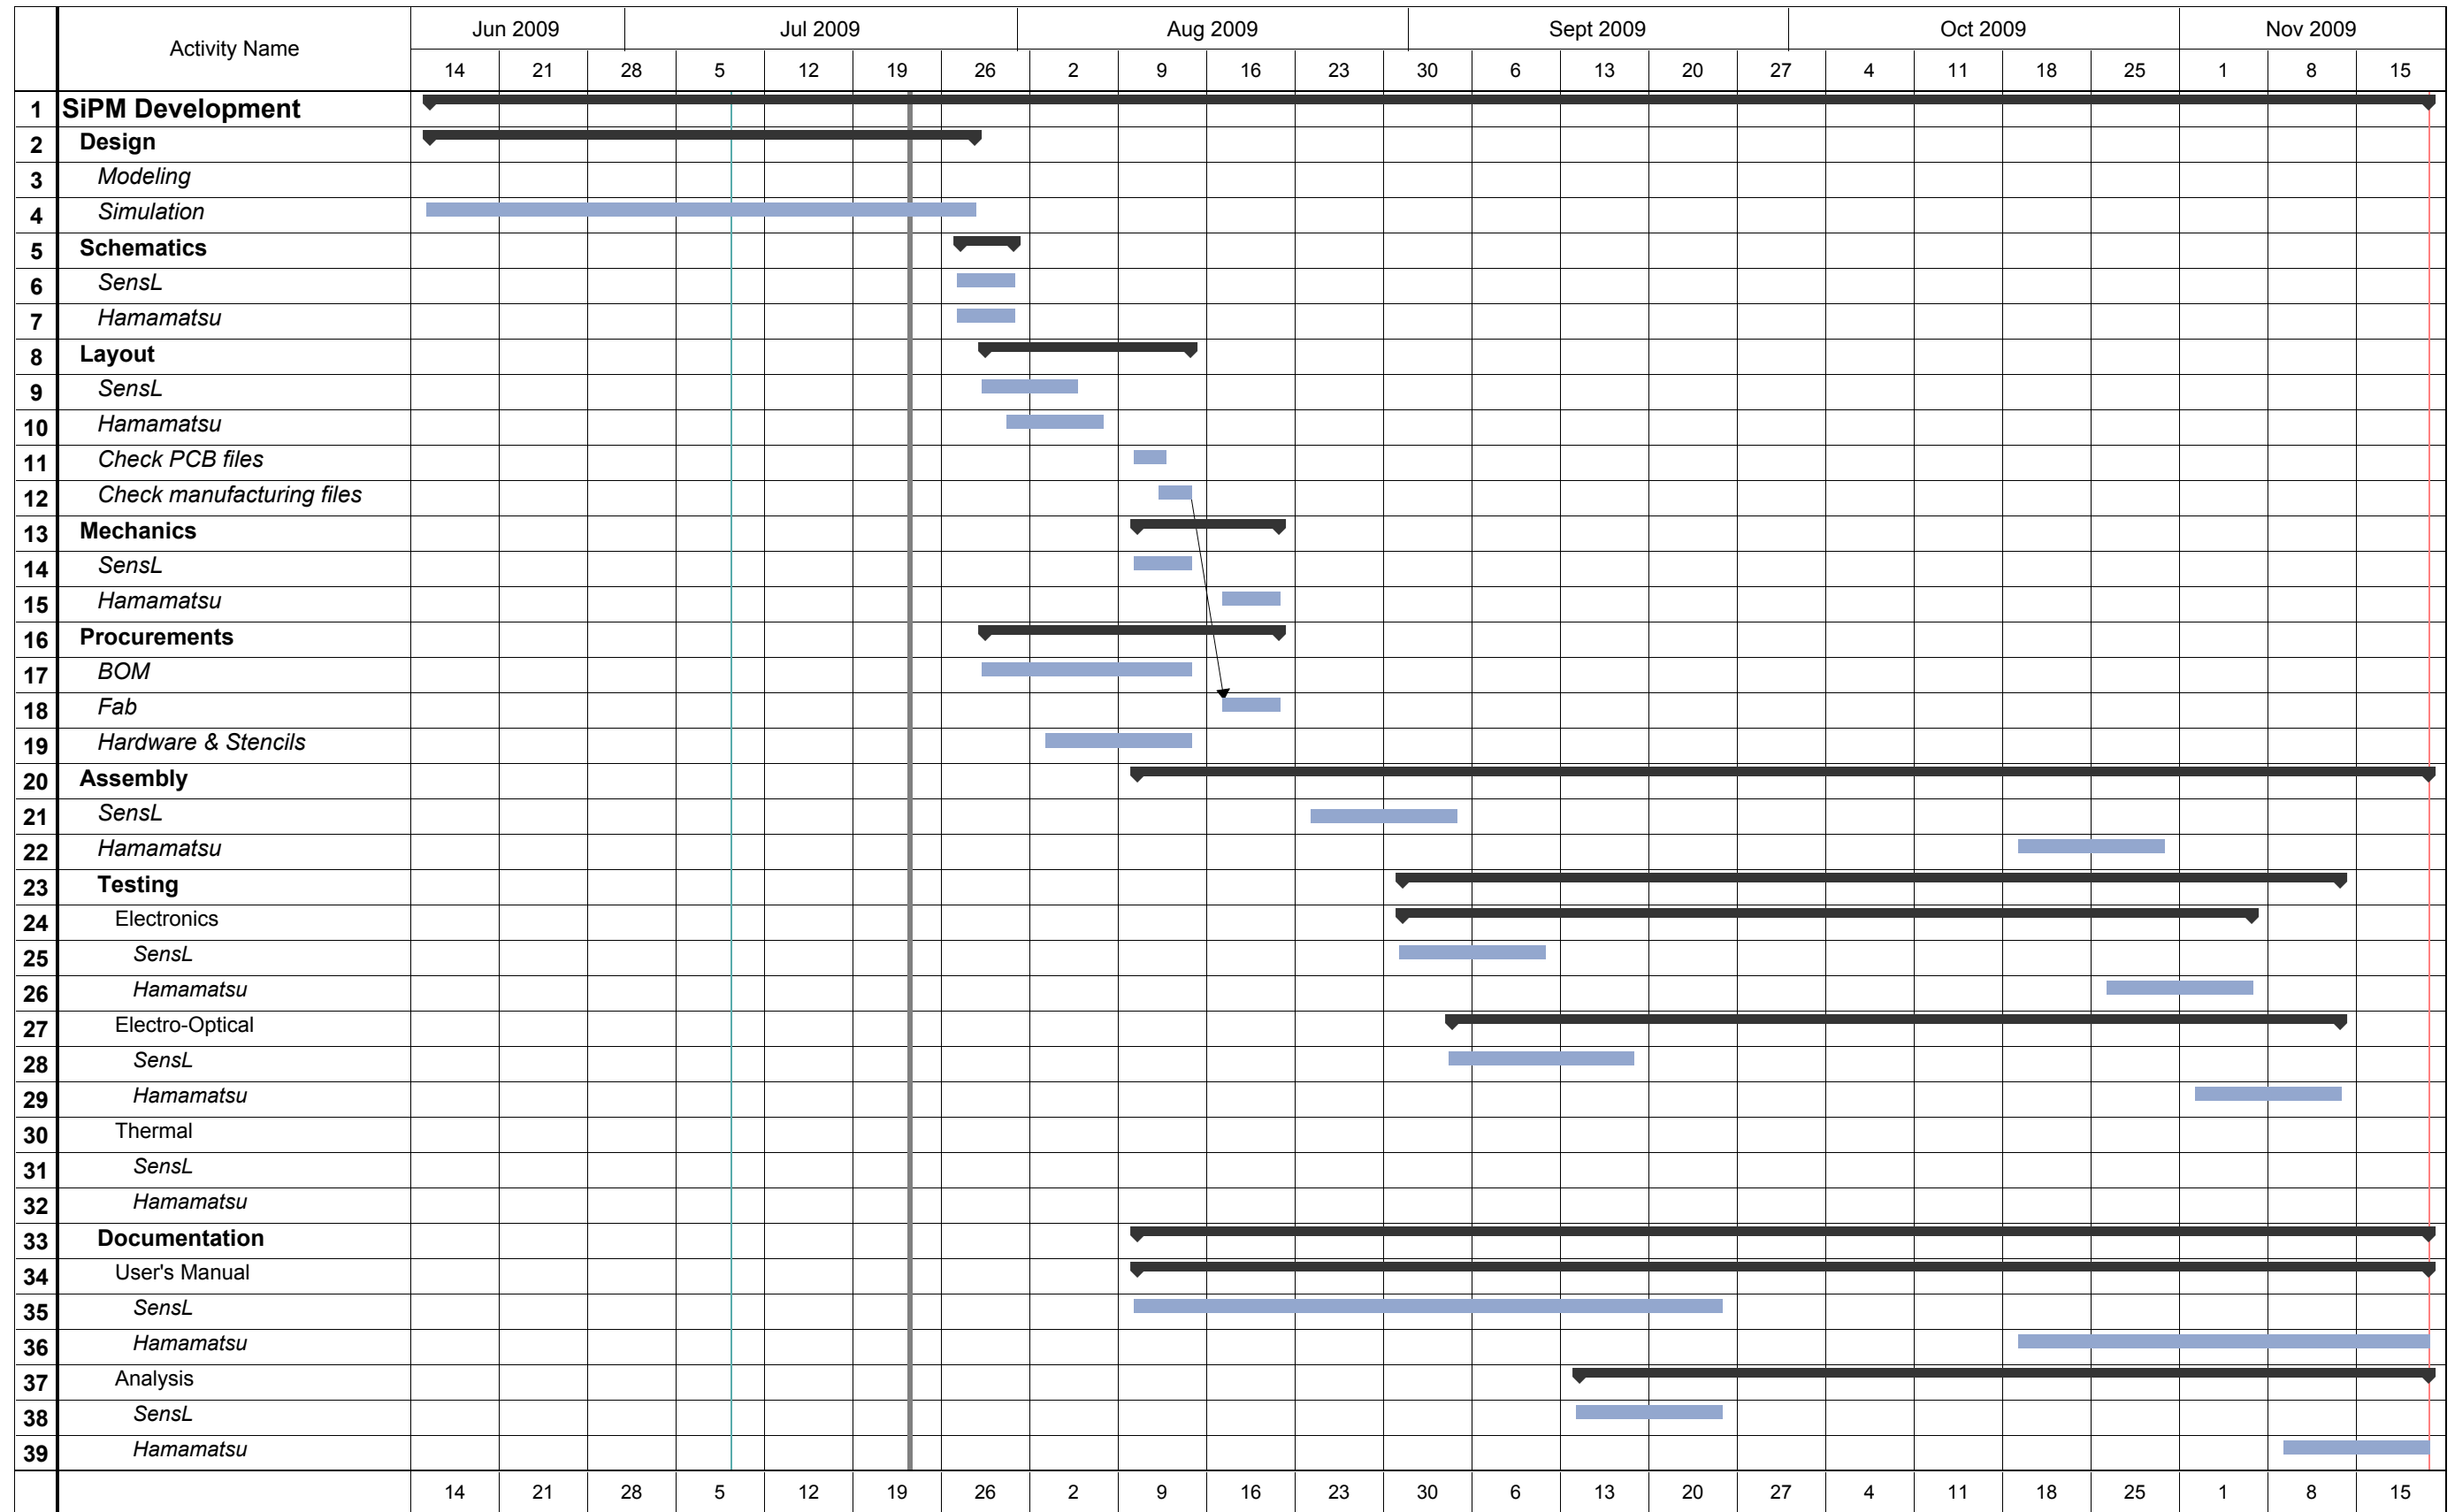 Activity Name Jun 2009 Jul 2009 Aug 2009 Sept 2009 Oct 2009 Nov 2009
14 21 28 5 12 19 26 2 9 16 23 30 6 13 20 27 4 11 18 25 1 8 15
1 SiPM Development
2 Design
3 Modeling
4 Simulation
5 Schematics
6 SensL
7 Hamamatsu
8 Layout
9 SensL
10 Hamamatsu
11 Check PCB files
12 Check manufacturing files
13 Mechanics
14 SensL
15 Hamamatsu
16 Procurements
17 BOM
18 Fab
19 Hardware & Stencils
20 Assembly
21 SensL
22 Hamamatsu
23 Testing
24 Electronics
25 SensL
26 Hamamatsu
27 Electro-Optical
28 SensL
29 Hamamatsu
30 Thermal
31 SensL
32 Hamamatsu
33 Documentation
34 User's Manual
35 SensL
36 Hamamatsu
37 Analysis
38 SensL
39 Hamamatsu
14 21 28 5 12 19 26 2 9 16 23 30 6 13 20 27 4 11 18 25 1 8 15